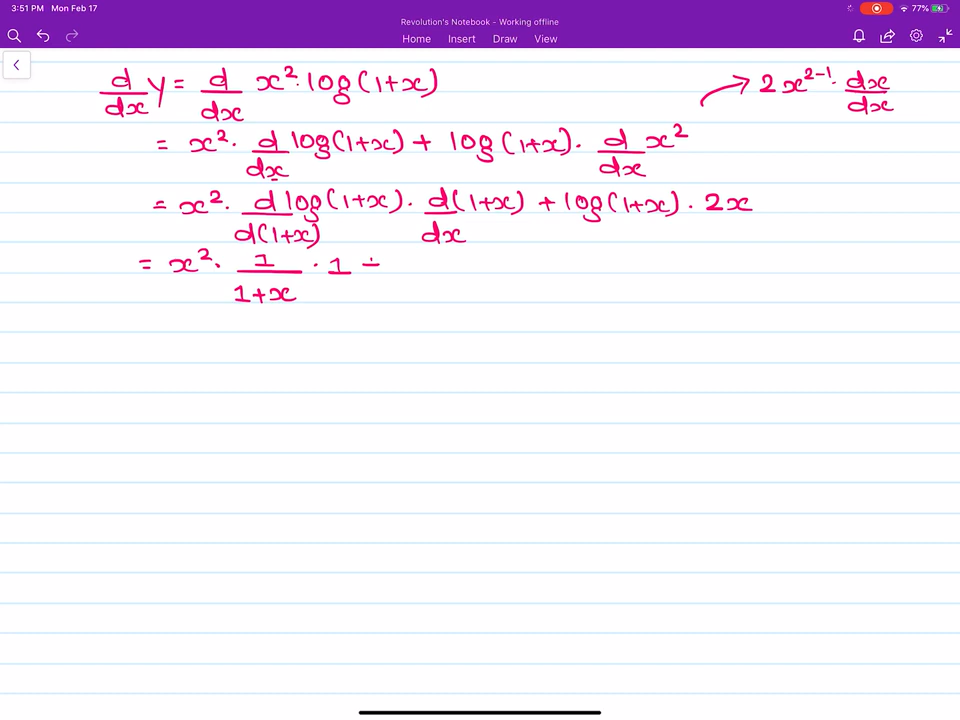 3:51 PM Mon Feb 17
77%
Revolution's Notebook - Working offline
Home Insert Draw View
d/dx y = d/dx x²·log(1+x) → 2x²⁻¹·dx/dx
= x²·d/dx log(1+x) + log(1+x)·d/dx x²
= x²·d log(1+x)/d(1+x)·d(1+x)/dx + log(1+x)·2x
= x²·1/1+x·1 +